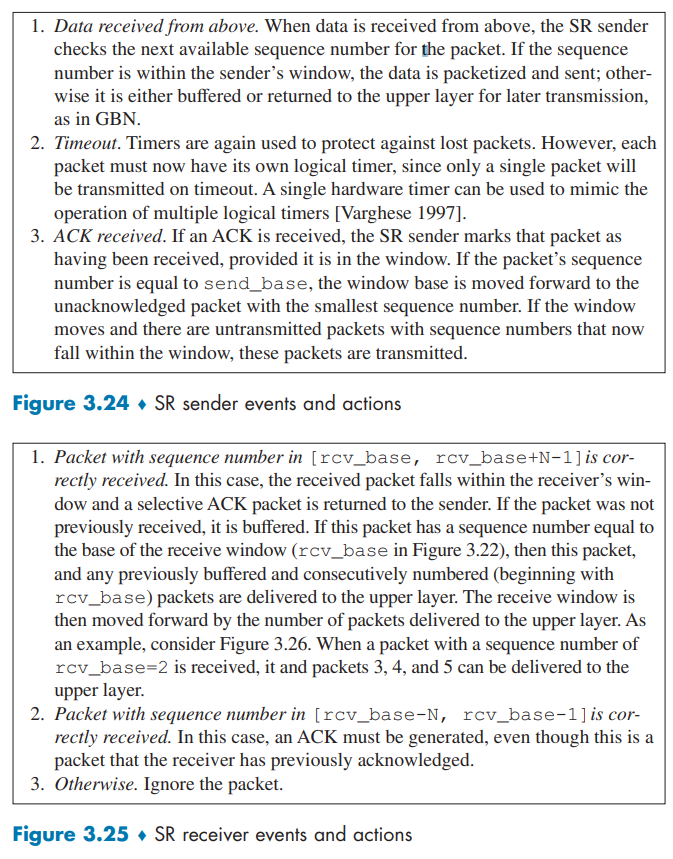 1. Data received from above. When data is received from above, the SR sender
checks the next available sequence number for the packet. If the sequence
number is within the sender's window, the data is packetized and sent; other-
wise it is either buffered or returned to the upper layer for later transmission,
as in GBN.
2. Timeout. Timers are again used to protect against lost packets. However, each
packet must now have its own logical timer, since only a single packet will
be transmitted on timeout. A single hardware timer can be used to mimic the
operation of multiple logical timers [Varghese 1997].
3. ACK received. If an ACK is received, the SR sender marks that packet as
having been received, provided it is in the window. If the packet's sequence
number is equal to send_base, the window base is moved forward to the
unacknowledged packet with the smallest sequence number. If the window
moves and there are untransmitted packets with sequence numbers that now
fall within the window, these packets are transmitted.
Figure 3.24 ♦ SR sender events and actions
1. Packet with sequence number in [rcv_base, rcv_base+N-1] is cor-
rectly received. In this case, the received packet falls within the receiver's win-
dow and a selective ACK packet is returned to the sender. If the packet was not
previously received, it is buffered. If this packet has a sequence number equal to
the base of the receive window (rcv_base in Figure 3.22), then this packet,
and any previously buffered and consecutively numbered (beginning with
rcv_base) packets are delivered to the upper layer. The receive window is
then moved forward by the number of packets delivered to the upper layer. As
an example, consider Figure 3.26. When a packet with a sequence number of
rcv_base=2 is received, it and packets 3, 4, and 5 can be delivered to the
upper layer.
2. Packet with sequence number in [rcv_base-N, rcv_base-1] is cor-
rectly received. In this case, an ACK must be generated, even though this is a
packet that the receiver has previously acknowledged.
3. Otherwise. Ignore the packet.
Figure 3.25 ♦ SR receiver events and actions